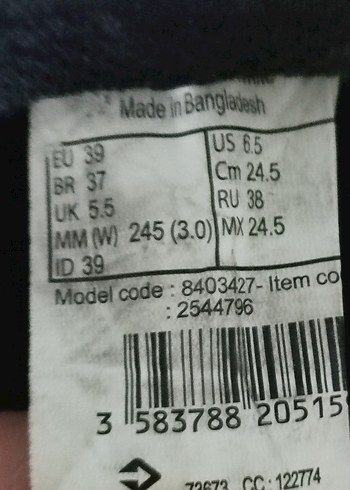 Made in Bangladesh
EU 39
BR 37
UK 5.5
MM (W) 245 (3.0)
ID 39
US 6.5
Cm 24.5
RU 38
MX 24.5
Model code : 8403427- Item co
: 2544796
3 583788 20515
72673 CC: 122774